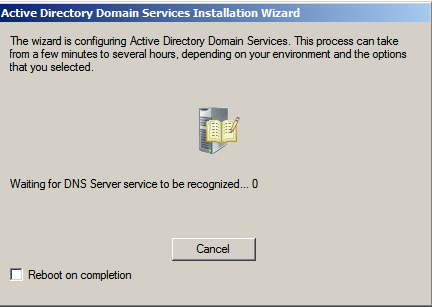 Active Directory Domain Services Installation Wizard
The wizard is configuring Active Directory Domain Services. This process can take
from a few minutes to several hours, depending on your environment and the options
that you selected.
Waiting for DNS Server service to be recognized... 0
Cancel
Reboot on completion